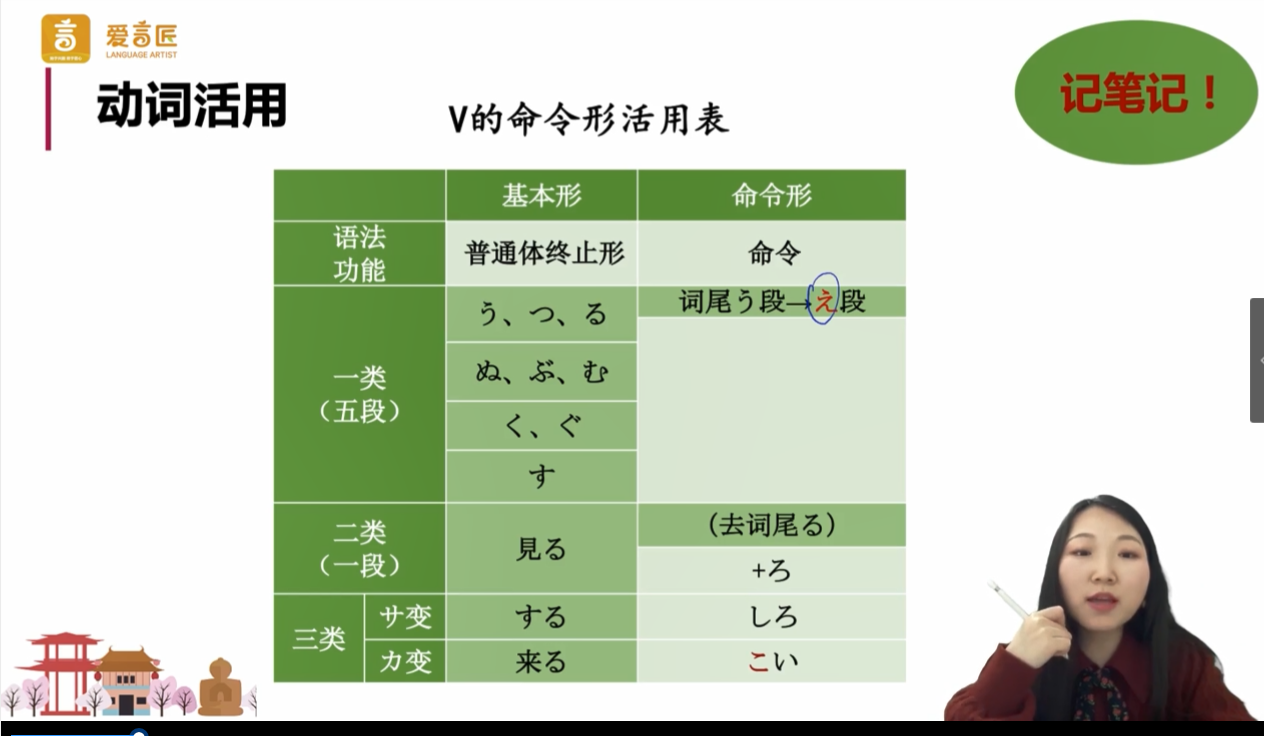 爱言匠
LANGUAGE ARTIST
动词活用
V的命令形活用表
记笔记！
基本形
命令形
语法
功能
普通体终止形
命令
一类
（五段）
う、つ、る
词尾う段→え段
ぬ、ぶ、む
く、ぐ
す
二类
（一段）
見る
（去词尾る）
+ろ
三类
サ变
する
しろ
カ变
来る
こい